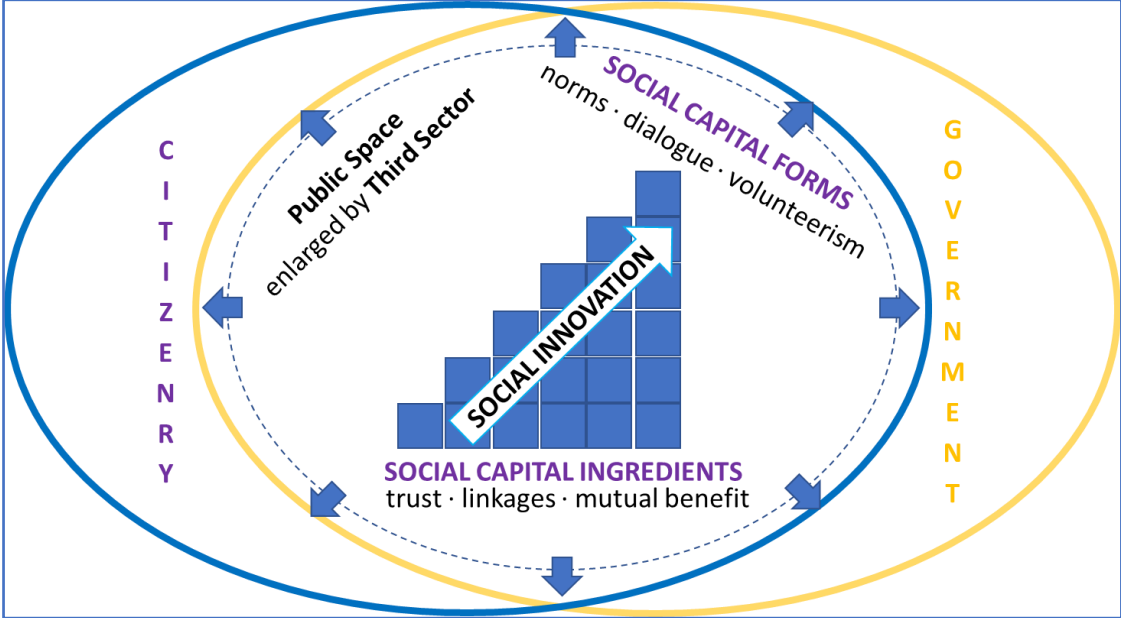 CITIZENRY
Public Space
enlarged by Third Sector
SOCIAL CAPITAL FORMS
norms · dialogue · volunteerism
GOVERNMENT
SOCIAL INNOVATION
SOCIAL CAPITAL INGREDIENTS
trust · linkages · mutual benefit